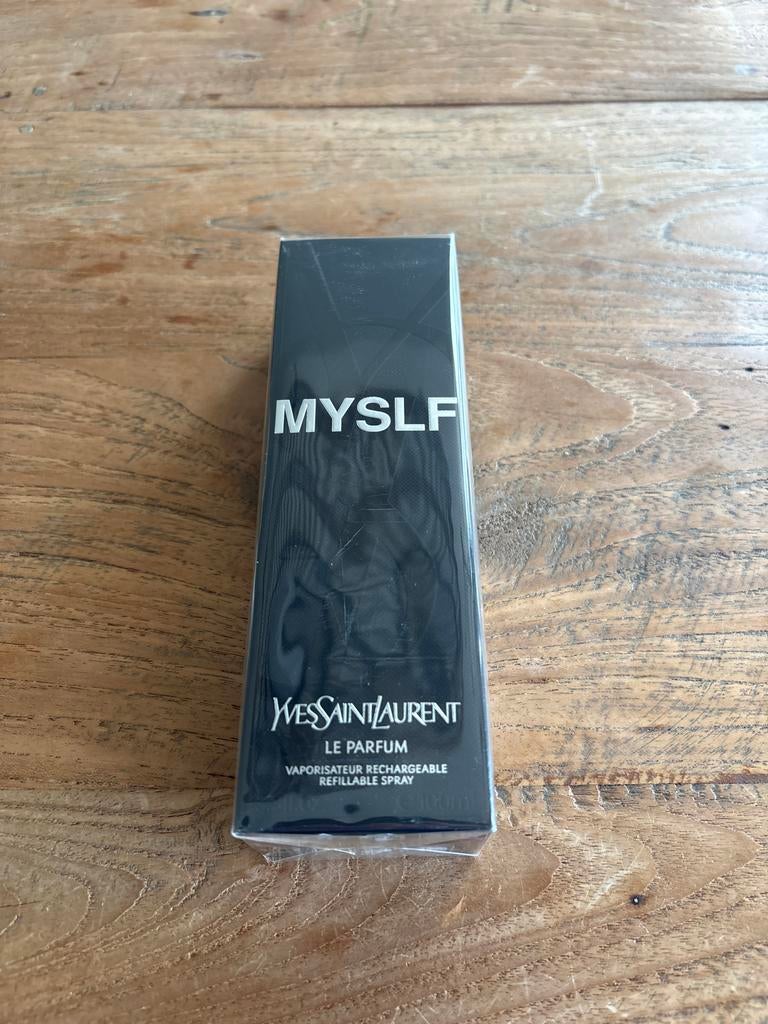 MYSLF
YVESSAINTLAURENT
LE PARFUM
VAPORISATEUR RECHARGEABLE
REFILLABLE SPRAY